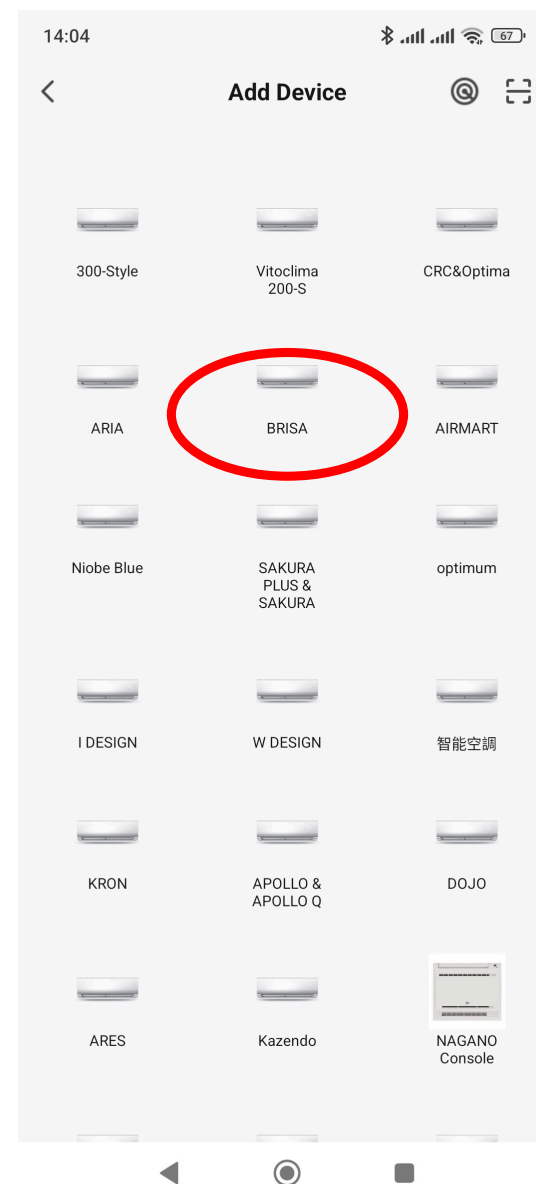 14:04
67
Add Device
300-Style
Vitoclima
200-S
CRC&Optima
ARIA
BRISA
AIRMART
Niobe Blue
SAKURA
PLUS &
SAKURA
optimum
I DESIGN
W DESIGN
智能空調
KRON
APOLLO &
APOLLO Q
DOJO
ARES
Kazendo
NAGANO
Console